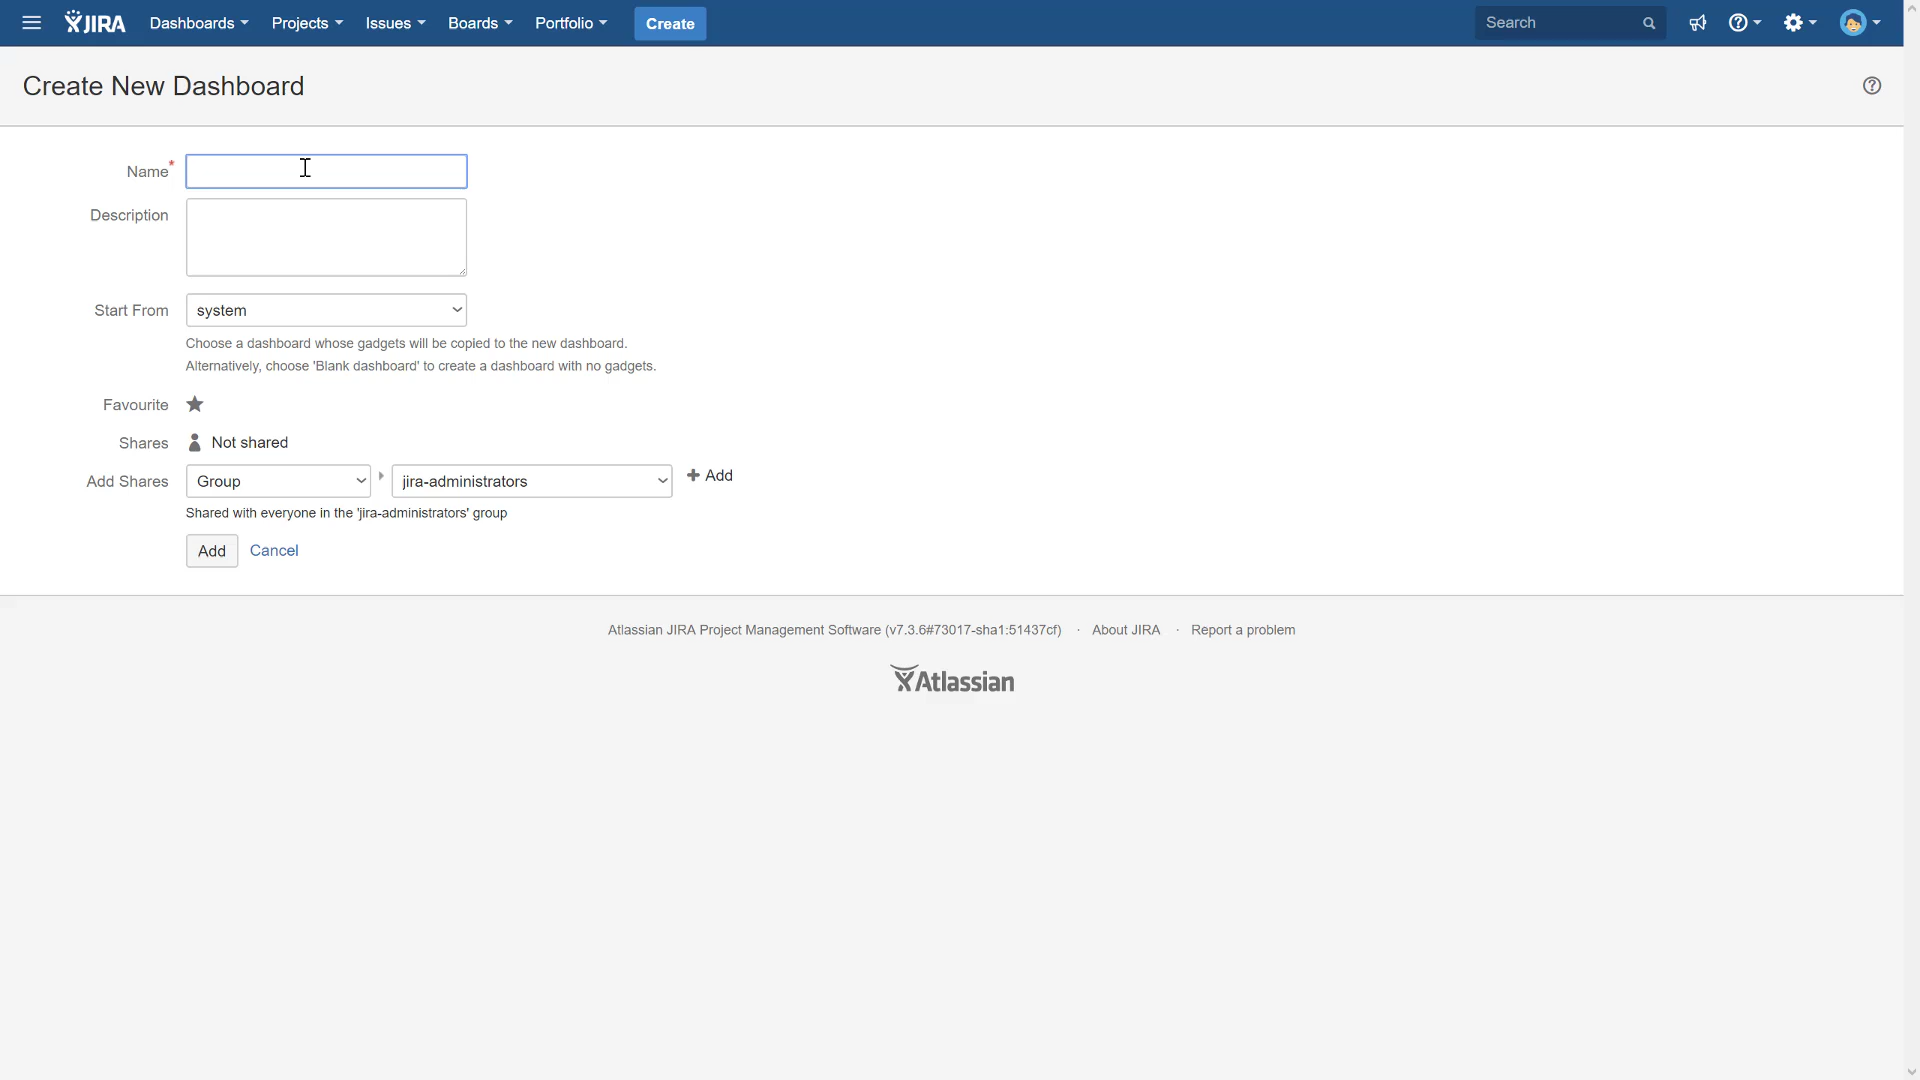 JIRA Dashboards Projects Issues Boards Portfolio Create Search
Create New Dashboard
Name*
Description
Start From system
Choose a dashboard whose gadgets will be copied to the new dashboard.
Alternatively, choose 'Blank dashboard' to create a dashboard with no gadgets.
Favourite
Shares Not shared
Add Shares Group jira-administrators + Add
Shared with everyone in the 'jira-administrators' group
Add Cancel
Atlassian JIRA Project Management Software (v7.3.6#73017-sha1:51437cf) · About JIRA · Report a problem
Atlassian